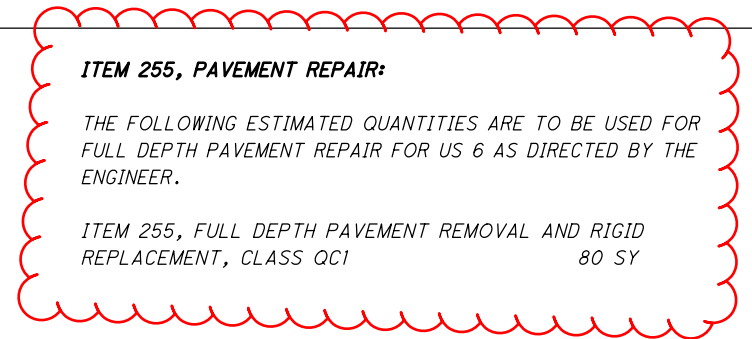 ITEM 255, PAVEMENT REPAIR:
THE FOLLOWING ESTIMATED QUANTITIES ARE TO BE USED FOR
FULL DEPTH PAVEMENT REPAIR FOR US 6 AS DIRECTED BY THE
ENGINEER.
ITEM 255, FULL DEPTH PAVEMENT REMOVAL AND RIGID
REPLACEMENT, CLASS QC1 80 SY